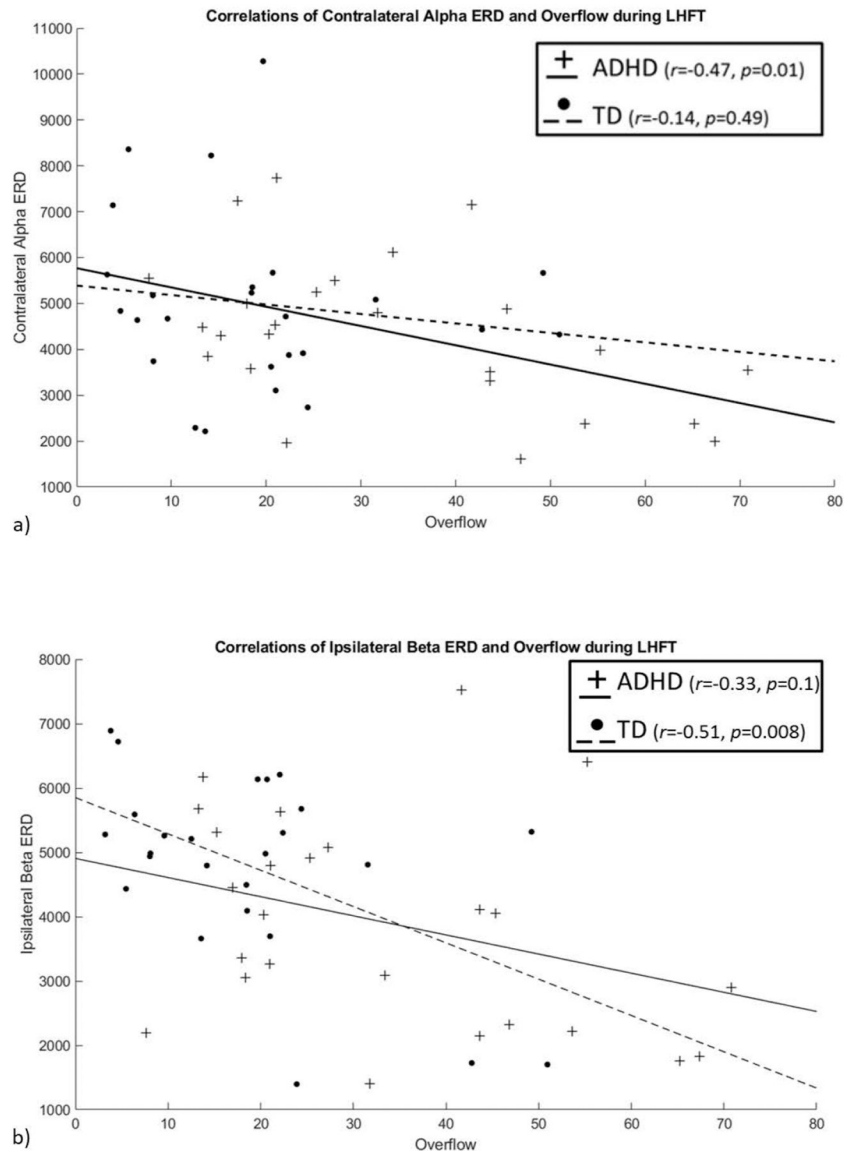 Correlations of Contralateral Alpha ERD and Overflow during LHFT
ADHD (r=-0.47, p=0.01)
TD (r=-0.14, p=0.49)
11000
10000
9000
8000
7000
6000
5000
4000
3000
2000
1000
Contralateral Alpha ERD
0 10 20 30 40 50 60 70 80
Overflow
a)
Correlations of Ipsilateral Beta ERD and Overflow during LHFT
ADHD (r=-0.33, p=0.1)
TD (r=-0.51, p=0.008)
8000
7000
6000
5000
4000
3000
2000
1000
Ipsilateral Beta ERD
0 10 20 30 40 50 60 70 80
Overflow
b)